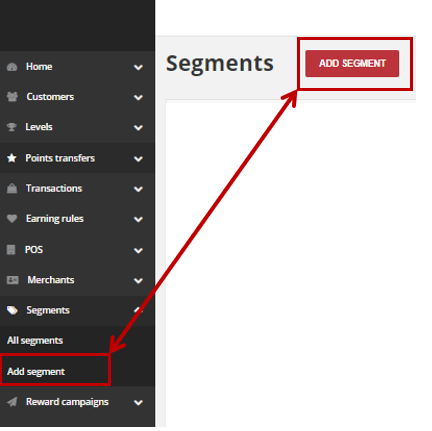 Home
Customers
Levels
Points transfers
Transactions
Earning rules
POS
Merchants
Segments
All segments
Add segment
Reward campaigns
Segments
ADD SEGMENT